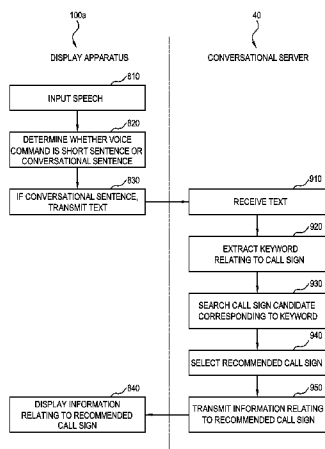 100a
40
DISPLAY APPARATUS
CONVERSATIONAL SERVER
810
INPUT SPEECH
820
DETERMINE WHETHER VOICE
COMMAND IS SHORT SENTENCE OR
CONVERSATIONAL SENTENCE
830
IF CONVERSATIONAL SENTENCE,
TRANSMIT TEXT
910
RECEIVE TEXT
920
EXTRACT KEYWORD
RELATING TO CALL SIGN
930
SEARCH CALL SIGN CANDIDATE
CORRESPONDING TO KEYWORD
940
SELECT RECOMMENDED CALL SIGN
840
DISPLAY INFORMATION
RELATING TO RECOMMENDED
CALL SIGN
950
TRANSMIT INFORMATION RELATING
TO RECOMMENDED CALL SIGN